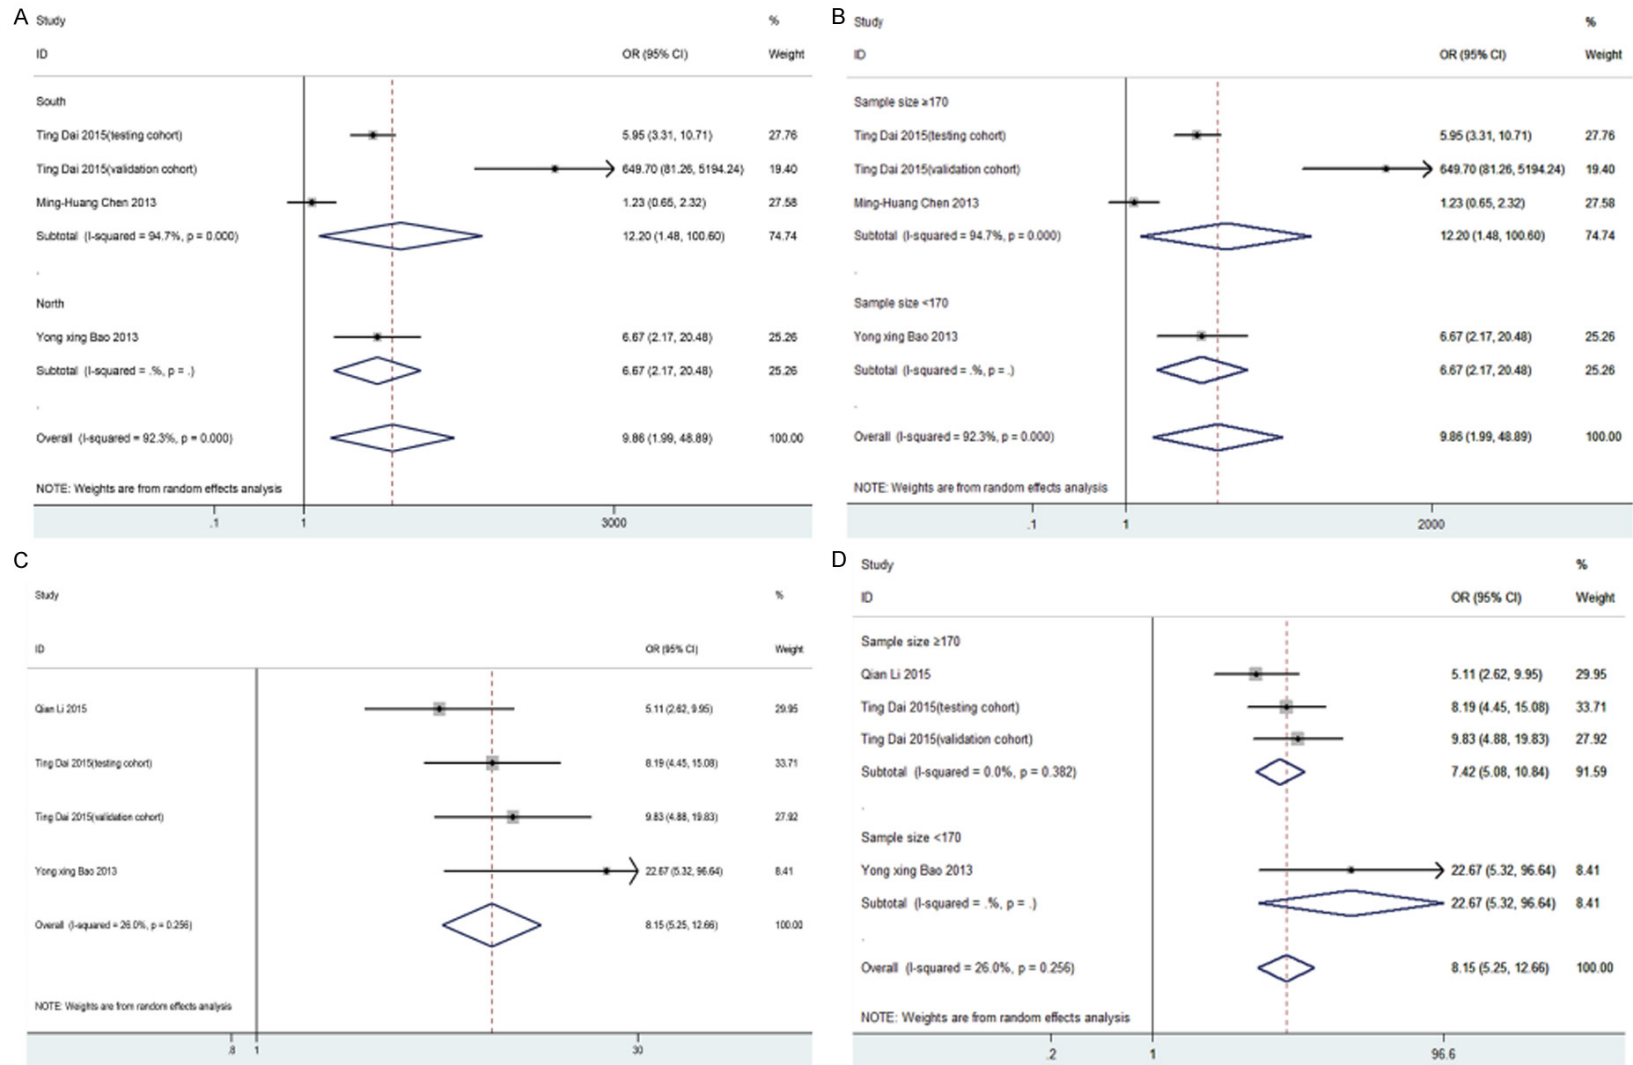 A
Study %
ID OR (95% CI) Weight
South
Ting Dai 2015(testing cohort) 5.95 (3.31, 10.71) 27.76
Ting Dai 2015(validation cohort) 649.70 (81.26, 5194.24) 19.40
Ming-Huang Chen 2013 1.23 (0.65, 2.32) 27.58
Subtotal (I-squared = 94.7%, p = 0.000) 12.20 (1.48, 100.60) 74.74
.
North
Yong xing Bao 2013 6.67 (2.17, 20.48) 25.26
Subtotal (I-squared = .%, p = .) 6.67 (2.17, 20.48) 25.26
.
Overall (I-squared = 92.3%, p = 0.000) 9.86 (1.99, 48.89) 100.00
NOTE: Weights are from random effects analysis
.1 1 3000
B
Study %
ID OR (95% CI) Weight
Sample size ≥170
Ting Dai 2015(testing cohort) 5.95 (3.31, 10.71) 27.76
Ting Dai 2015(validation cohort) 649.70 (81.26, 5194.24) 19.40
Ming-Huang Chen 2013 1.23 (0.65, 2.32) 27.58
Subtotal (I-squared = 94.7%, p = 0.000) 12.20 (1.48, 100.60) 74.74
.
Sample size <170
Yong xing Bao 2013 6.67 (2.17, 20.48) 25.26
Subtotal (I-squared = .%, p = .) 6.67 (2.17, 20.48) 25.26
.
Overall (I-squared = 92.3%, p = 0.000) 9.86 (1.99, 48.89) 100.00
NOTE: Weights are from random effects analysis
.1 1 2000
C
Study %
ID OR (95% CI) Weight
Qian Li 2015 5.11 (2.62, 9.95) 29.95
Ting Dai 2015(testing cohort) 8.19 (4.45, 15.08) 33.71
Ting Dai 2015(validation cohort) 9.83 (4.88, 19.83) 27.92
Yong xing Bao 2013 22.67 (5.32, 96.64) 8.41
Overall (I-squared = 26.0%, p = 0.256) 8.15 (5.25, 12.66) 100.00
NOTE: Weights are from random effects analysis
.8 1 30
D
Study %
ID OR (95% CI) Weight
Sample size ≥170
Qian Li 2015 5.11 (2.62, 9.95) 29.95
Ting Dai 2015(testing cohort) 8.19 (4.45, 15.08) 33.71
Ting Dai 2015(validation cohort) 9.83 (4.88, 19.83) 27.92
Subtotal (I-squared = 0.0%, p = 0.382) 7.42 (5.08, 10.84) 91.59
.
Sample size <170
Yong xing Bao 2013 22.67 (5.32, 96.64) 8.41
Subtotal (I-squared = .%, p = .) 22.67 (5.32, 96.64) 8.41
.
Overall (I-squared = 26.0%, p = 0.256) 8.15 (5.25, 12.66) 100.00
NOTE: Weights are from random effects analysis
.2 1 96.6